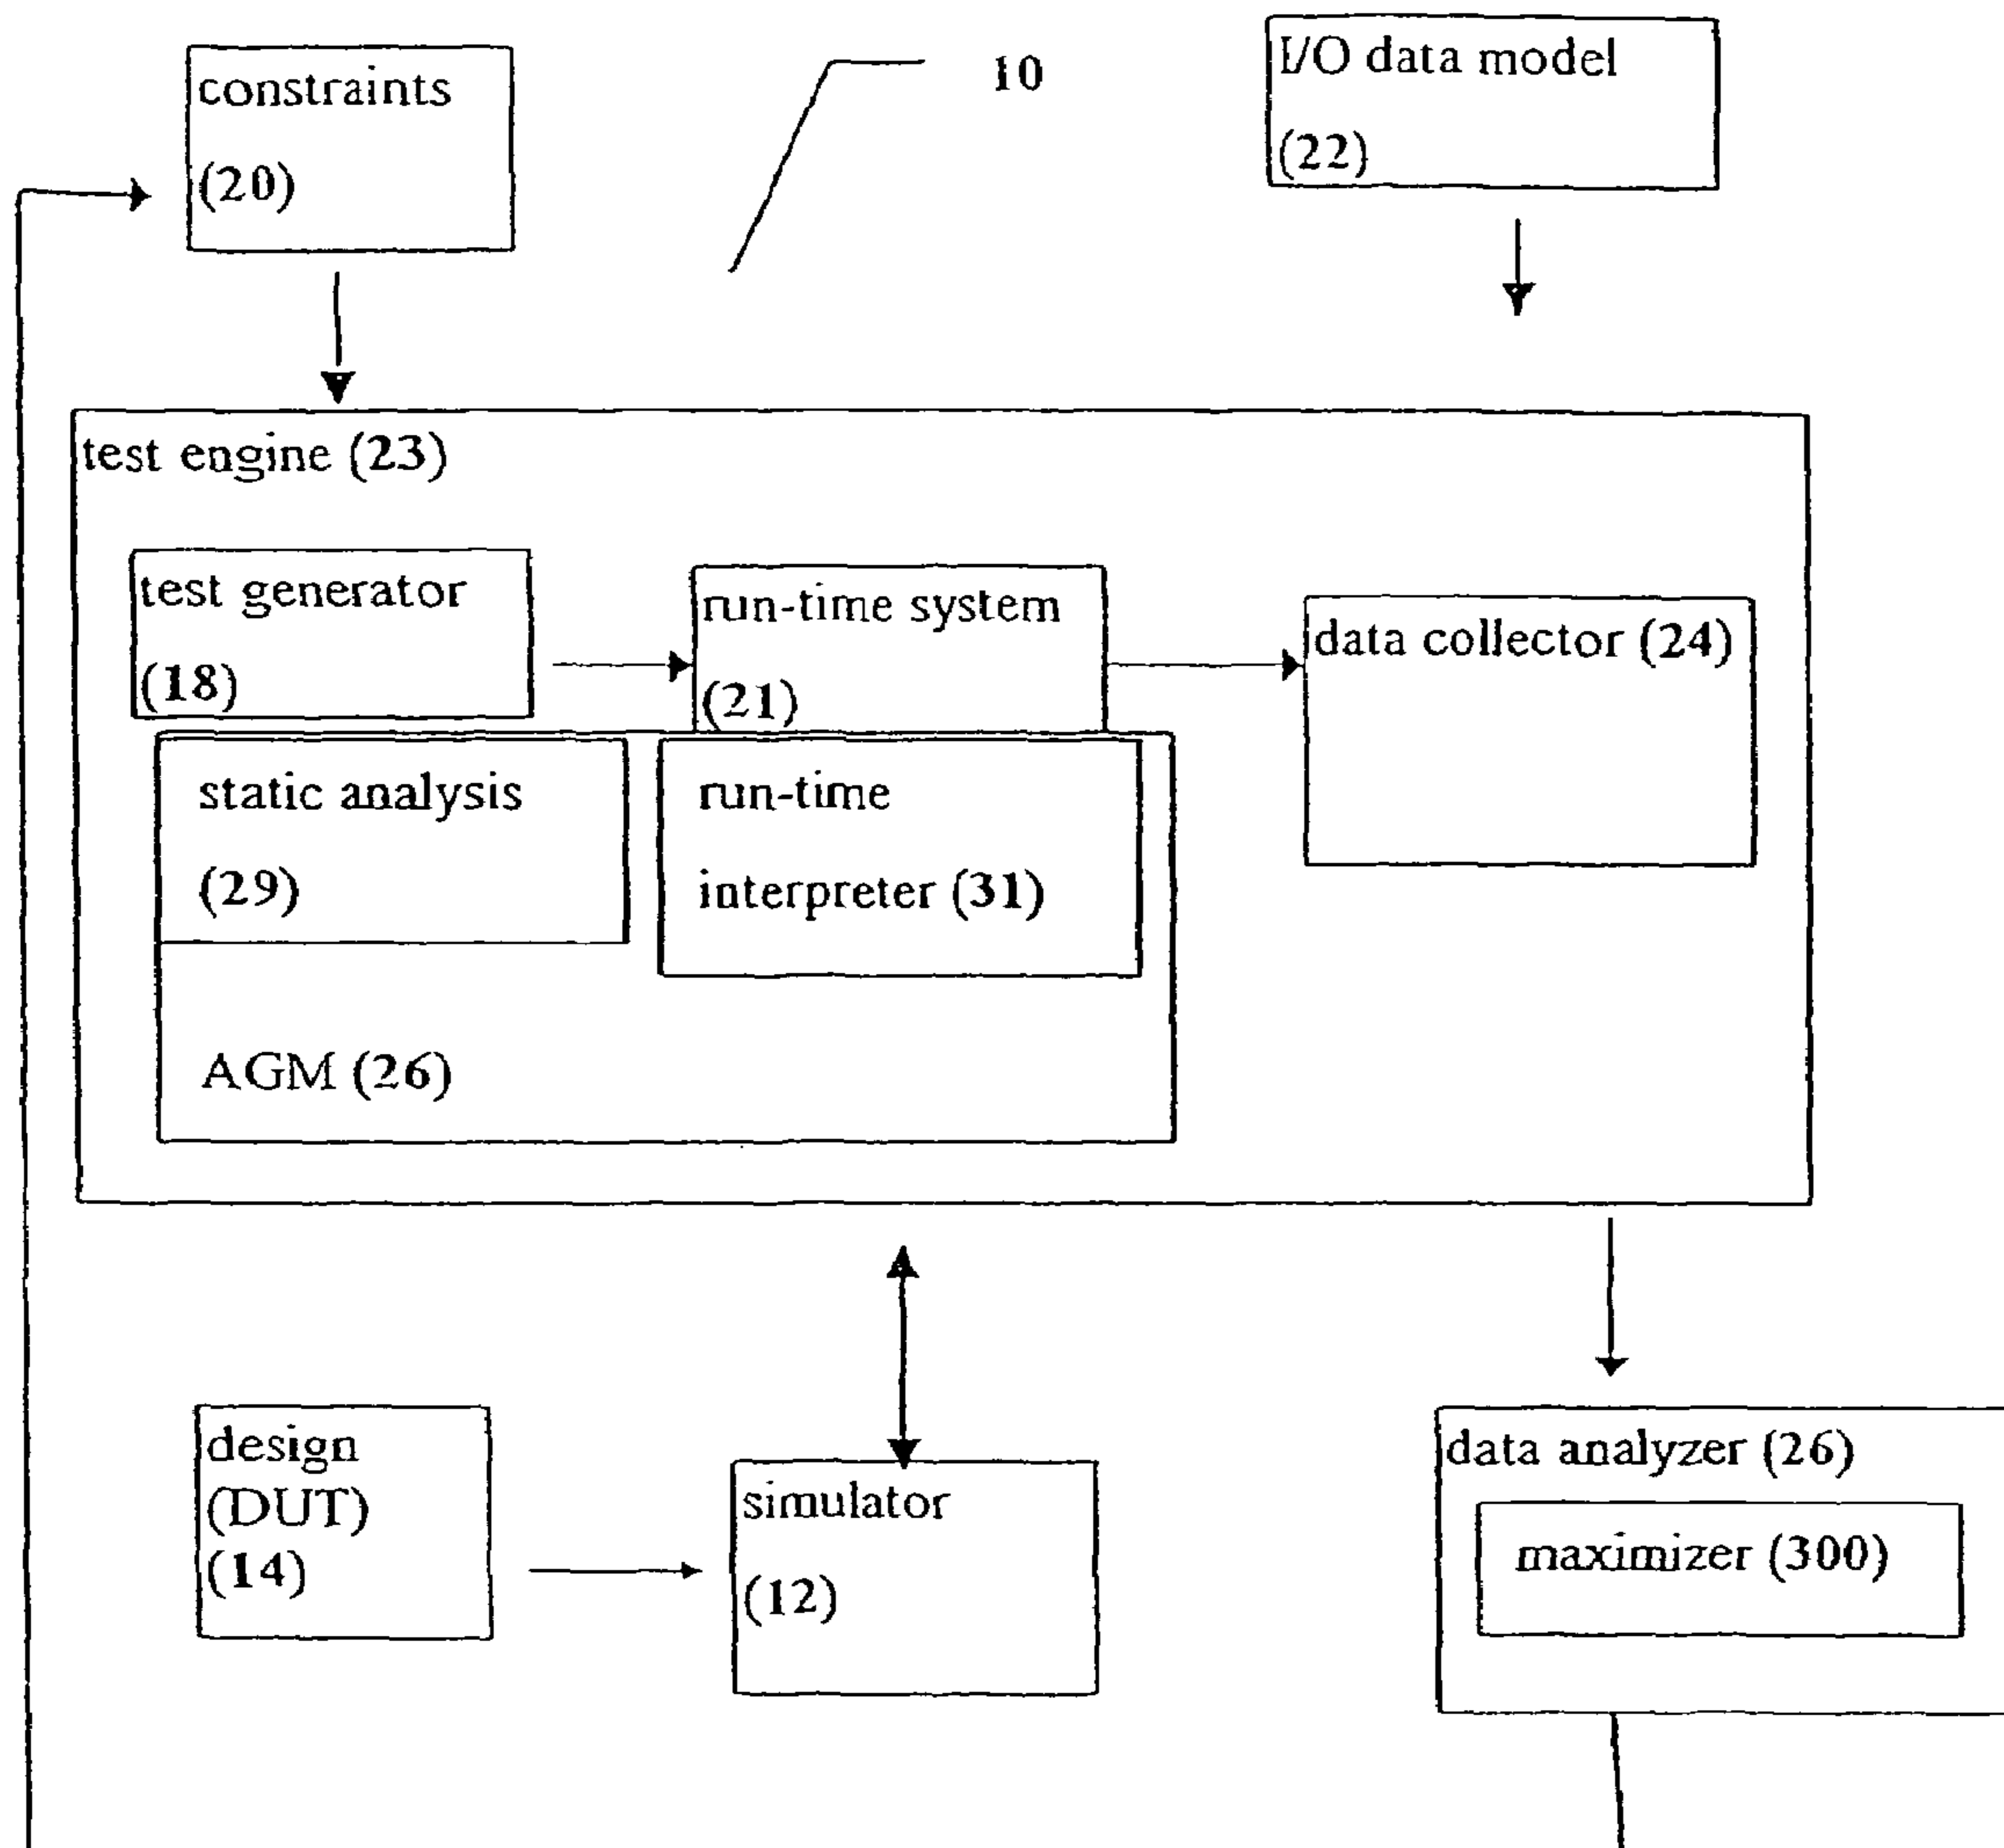 constraints
(20)
10
I/O data model
(22)
test engine (23)
test generator
(18)
run-time system
(21)
data collector (24)
static analysis
(29)
run-time
interpreter (31)
AGM (26)
design
(DUT)
(14)
simulator
(12)
data analyzer (26)
maximizer (300)